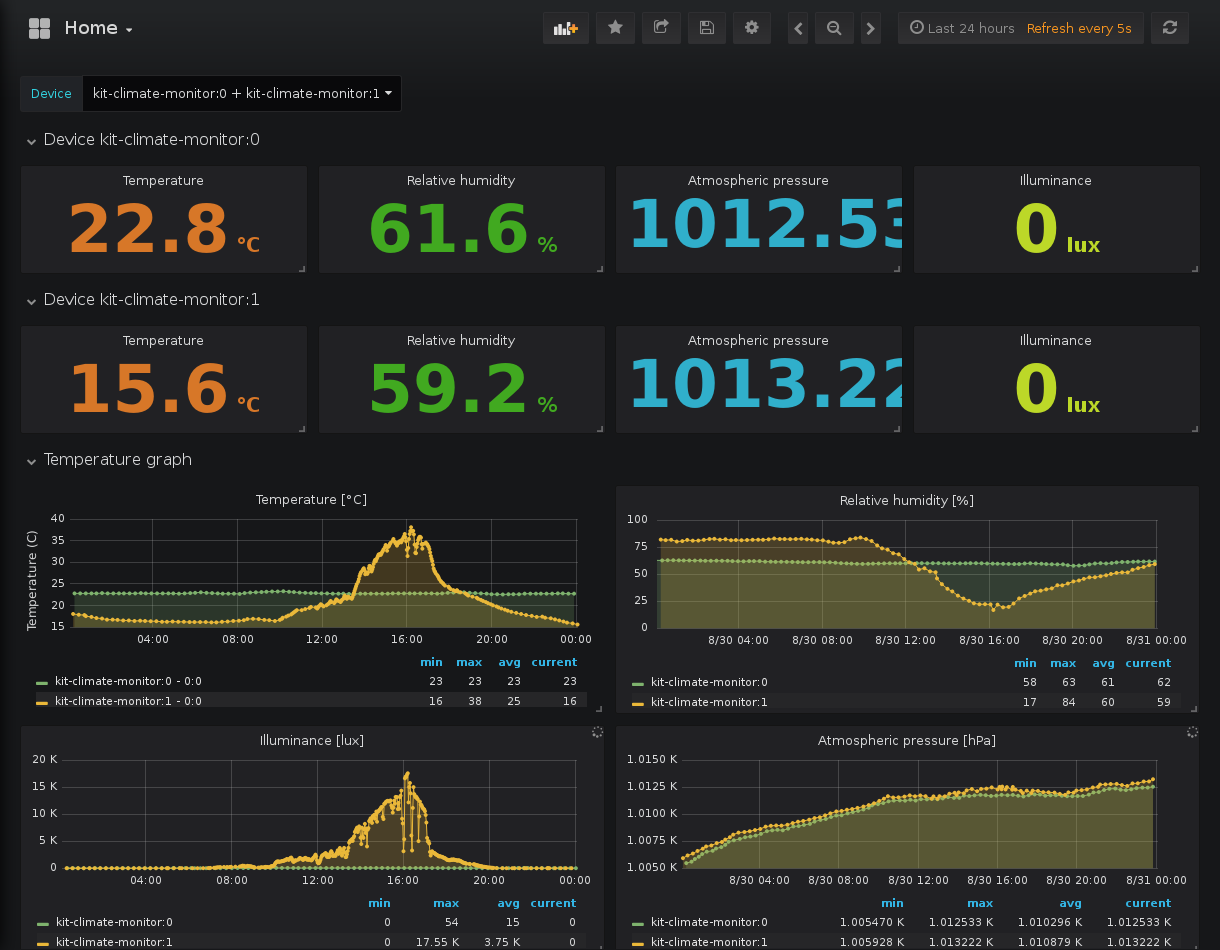 Home
Last 24 hours Refresh every 5s
Device kit-climate-monitor:0 + kit-climate-monitor:1
Device kit-climate-monitor:0
Temperature Relative humidity Atmospheric pressure Illuminance
22.8 °C 61.6 % 1012.53 0 lux
Device kit-climate-monitor:1
Temperature Relative humidity Atmospheric pressure Illuminance
15.6 °C 59.2 % 1013.22 0 lux
Temperature graph
Temperature [°C]
Temperature (C)
40
35
30
25
20
15
04:00 08:00 12:00 16:00 20:00 00:00
min max avg current
kit-climate-monitor:0 - 0:0 23 23 23 23
kit-climate-monitor:1 - 0:0 16 38 25 16
Relative humidity [%]
100
75
50
25
0
8/30 04:00 8/30 08:00 8/30 12:00 8/30 16:00 8/30 20:00 8/31 00:00
min max avg current
kit-climate-monitor:0 58 63 61 62
kit-climate-monitor:1 17 84 60 59
Illuminance [lux]
20 K
15 K
10 K
5 K
0
04:00 08:00 12:00 16:00 20:00 00:00
min max avg current
kit-climate-monitor:0 0 54 15 0
kit-climate-monitor:1 0 17.55 K 3.75 K 0
Atmospheric pressure [hPa]
1.0150 K
1.0125 K
1.0100 K
1.0075 K
1.0050 K
8/30 04:00 8/30 08:00 8/30 12:00 8/30 16:00 8/30 20:00 8/31 00:00
min max avg current
kit-climate-monitor:0 1.005470 K 1.012533 K 1.010296 K 1.012533 K
kit-climate-monitor:1 1.005928 K 1.013222 K 1.010879 K 1.013222 K